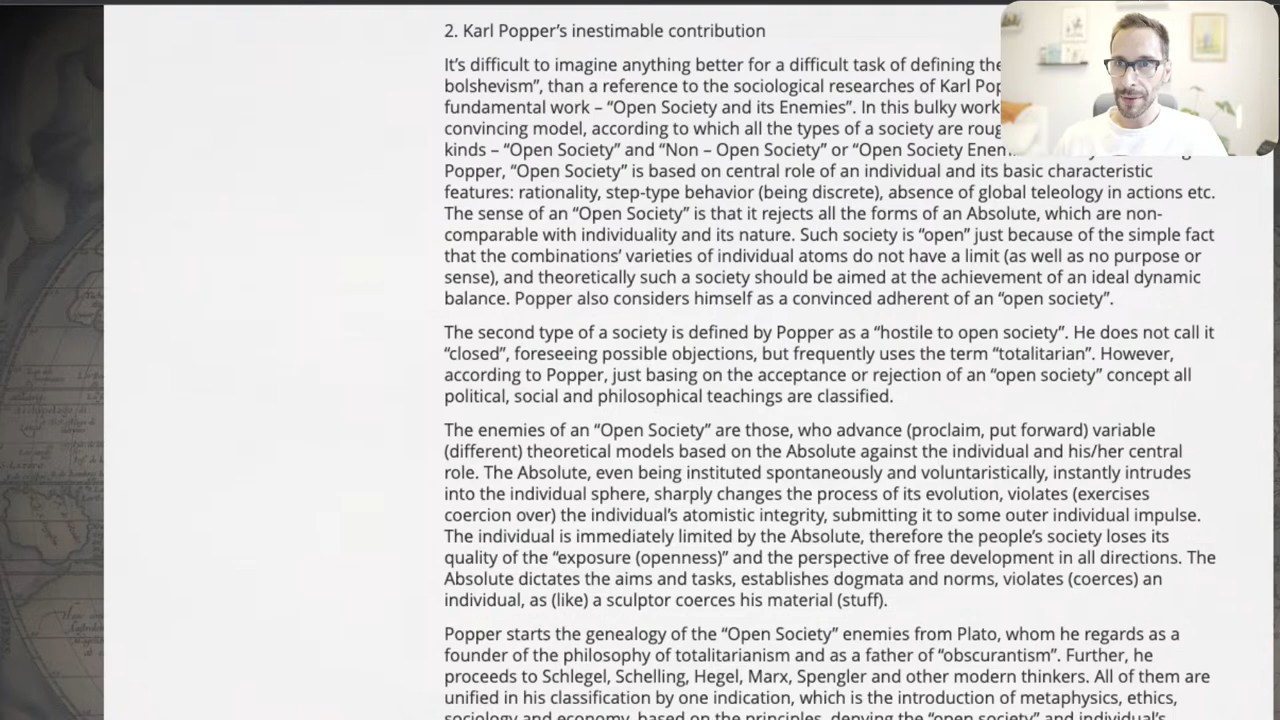 2. Karl Popper’s inestimable contribution
It’s difficult to imagine anything better for a difficult task of defining the
bolshevism”, than a reference to the sociological researches of Karl
fundamental work – “Open Society and its Enemies”. In this bulky work
convincing model, according to which all the types of a society are
kinds – “Open Society” and “Non – Open Society” or “Open Society
Popper, “Open Society” is based on central role of an individual and its basic characteristic
features: rationality, step-type behavior (being discrete), absence of global teleology in actions etc.
The sense of an “Open Society” is that it rejects all the forms of an Absolute, which are non-
comparable with individuality and its nature. Such society is “open” just because of the simple fact
that the combinations’ varieties of individual atoms do not have a limit (as well as no purpose or
sense), and theoretically such a society should be aimed at the achievement of an ideal dynamic
balance. Popper also considers himself as a convinced adherent of an “open society”.
The second type of a society is defined by Popper as a “hostile to open society”. He does not call it
“closed”, foreseeing possible objections, but frequently uses the term “totalitarian”. However,
according to Popper, just basing on the acceptance or rejection of an “open society” concept all
political, social and philosophical teachings are classified.
The enemies of an “Open Society” are those, who advance (proclaim, put forward) variable
(different) theoretical models based on the Absolute against the individual and his/her central
role. The Absolute, even being instituted spontaneously and voluntaristically, instantly intrudes
into the individual sphere, sharply changes the process of its evolution, violates (exercises
coercion over) the individual’s atomistic integrity, submitting it to some outer individual impulse.
The individual is immediately limited by the Absolute, therefore the people’s society loses its
quality of the “exposure (openness)” and the perspective of free development in all directions. The
Absolute dictates the aims and tasks, establishes dogmata and norms, violates (coerces) an
individual, as (like) a sculptor coerces his material (stuff).
Popper starts the genealogy of the “Open Society” enemies from Plato, whom he regards as a
founder of the philosophy of totalitarianism and as a father of “obscurantism”. Further, he
proceeds to Schlegel, Schelling, Hegel, Marx, Spengler and other modern thinkers. All of them are
unified in his classification by one indication, which is the introduction of metaphysics, ethics,
sociology and economy, based on the principles, denying the “open society” and individual’s